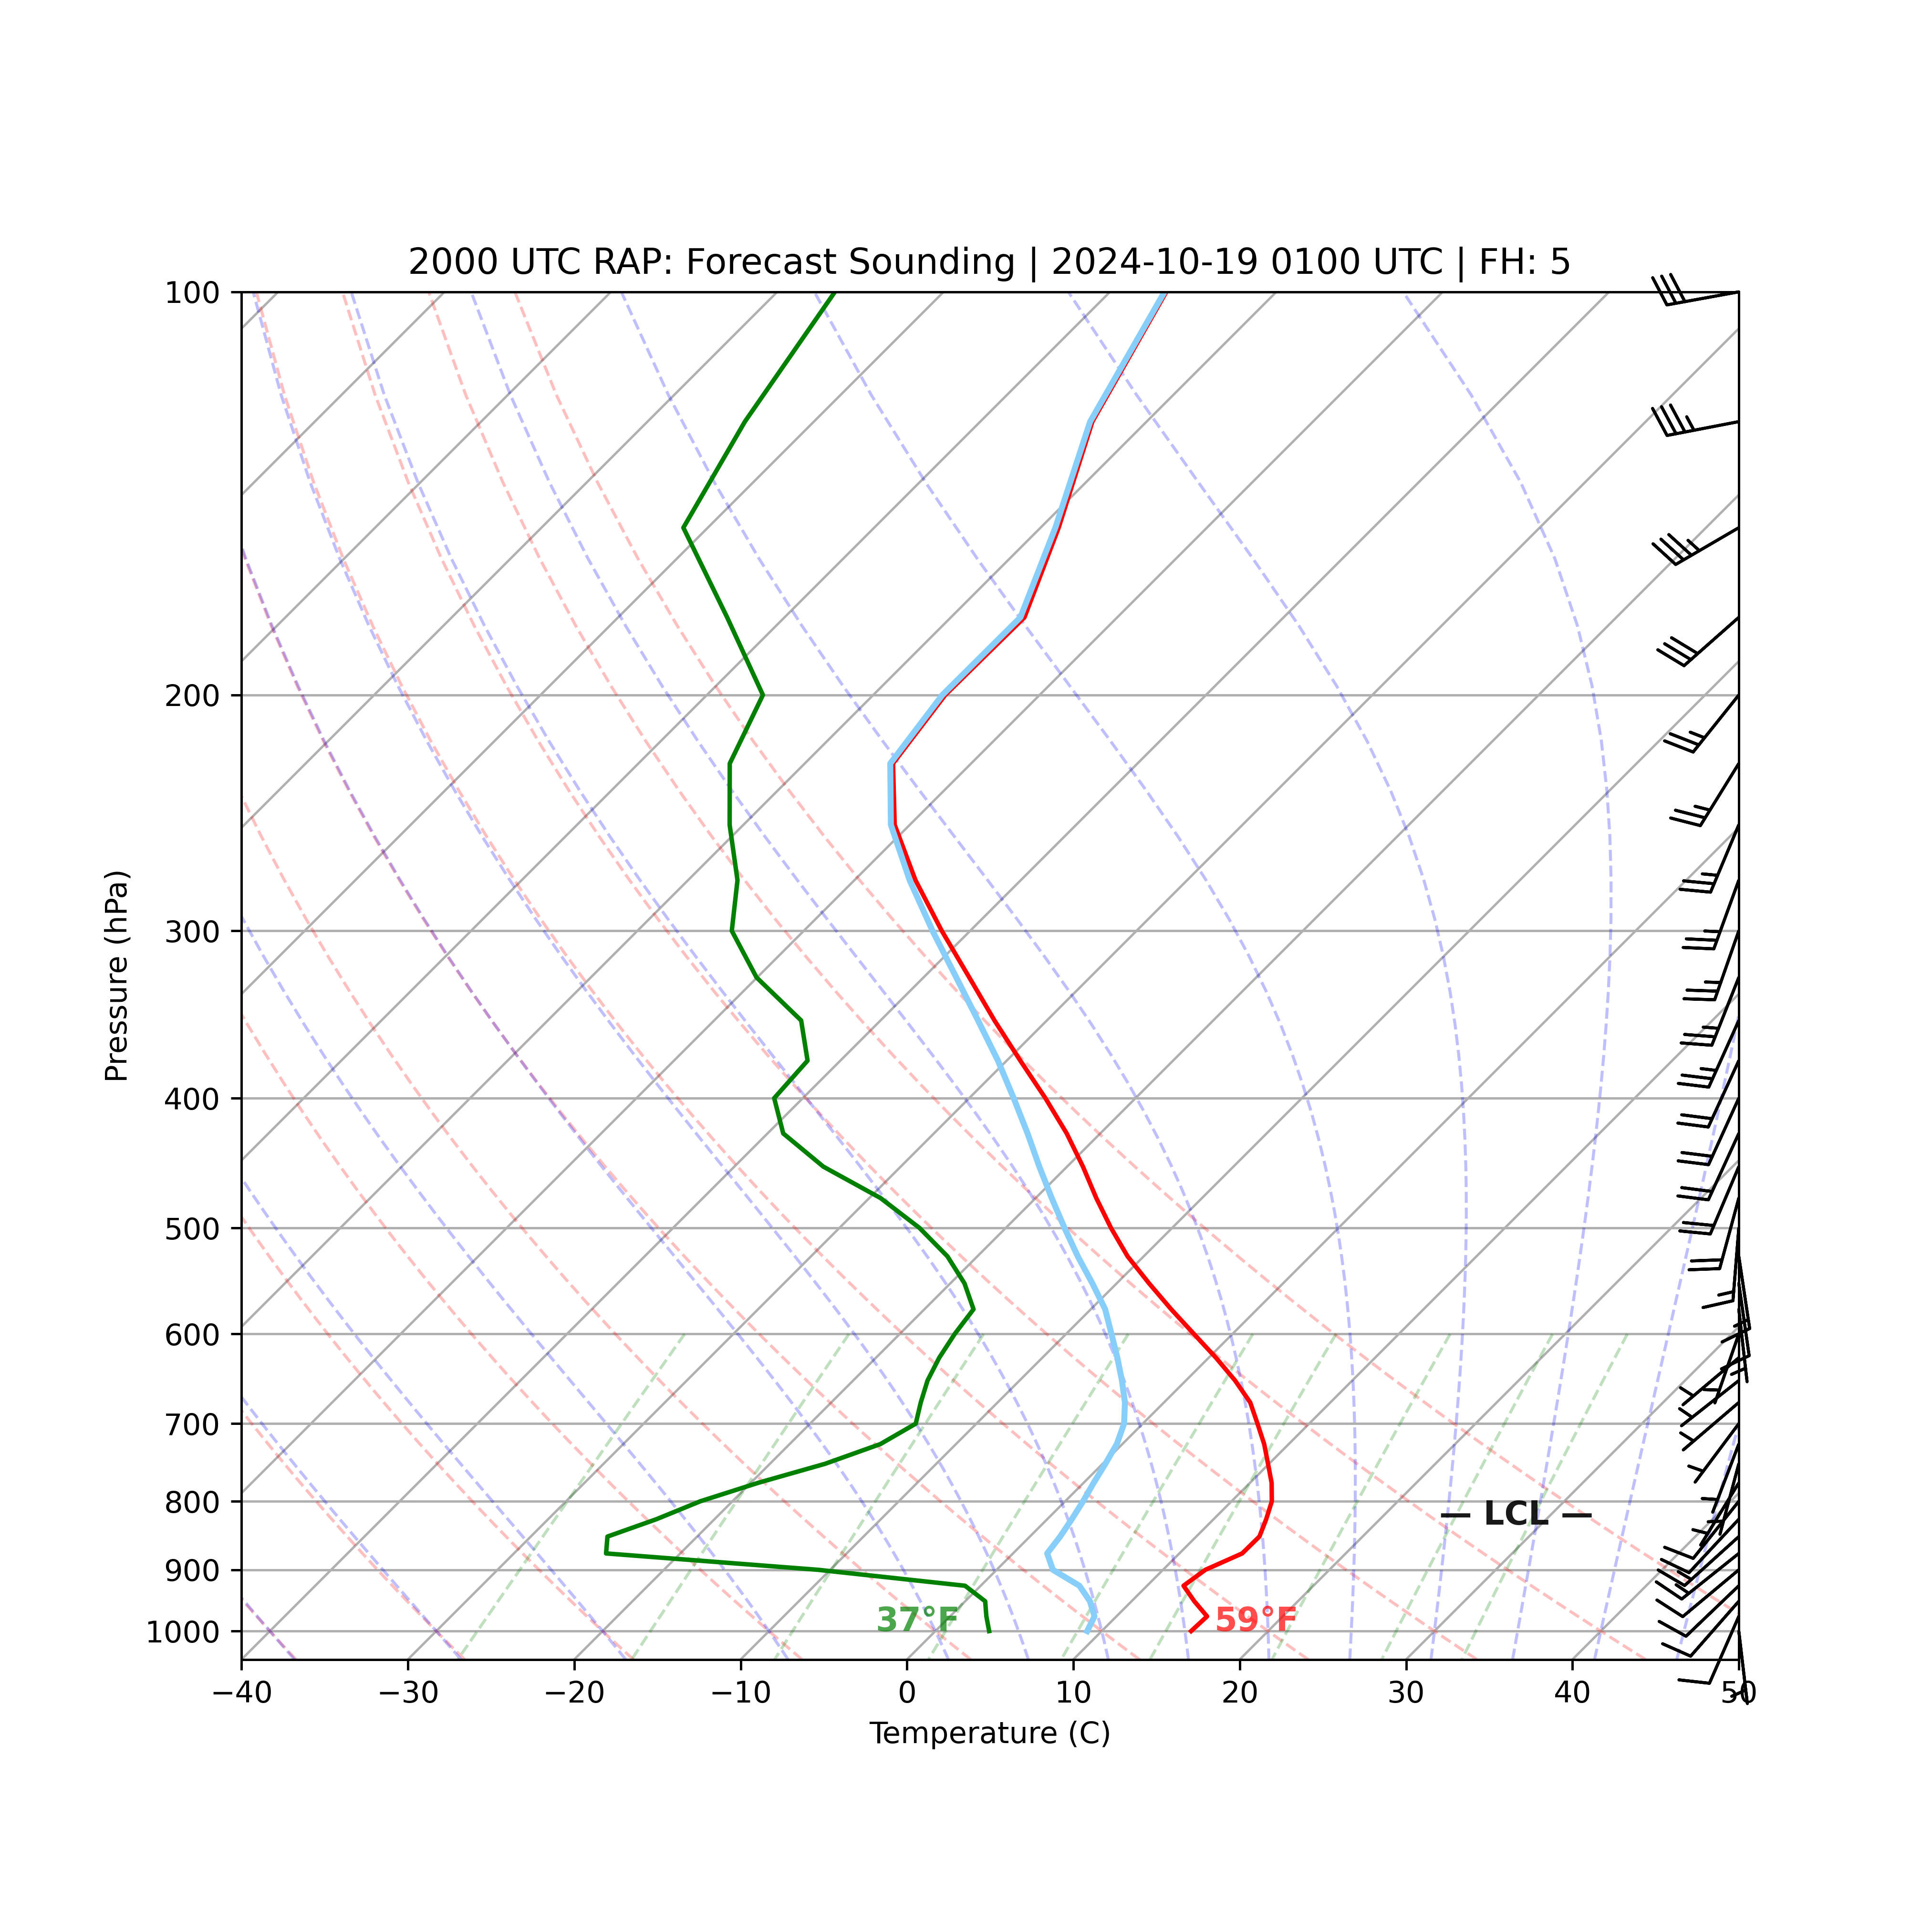 2000 UTC RAP: Forecast Sounding | 2024-10-19 0100 UTC | FH: 5
100
200
300
400
500
600
700
800
900
1000
Pressure (hPa)
— LCL —
37°F
59°F
−40 −30 −20 −10 0 10 20 30 40 50
Temperature (C)